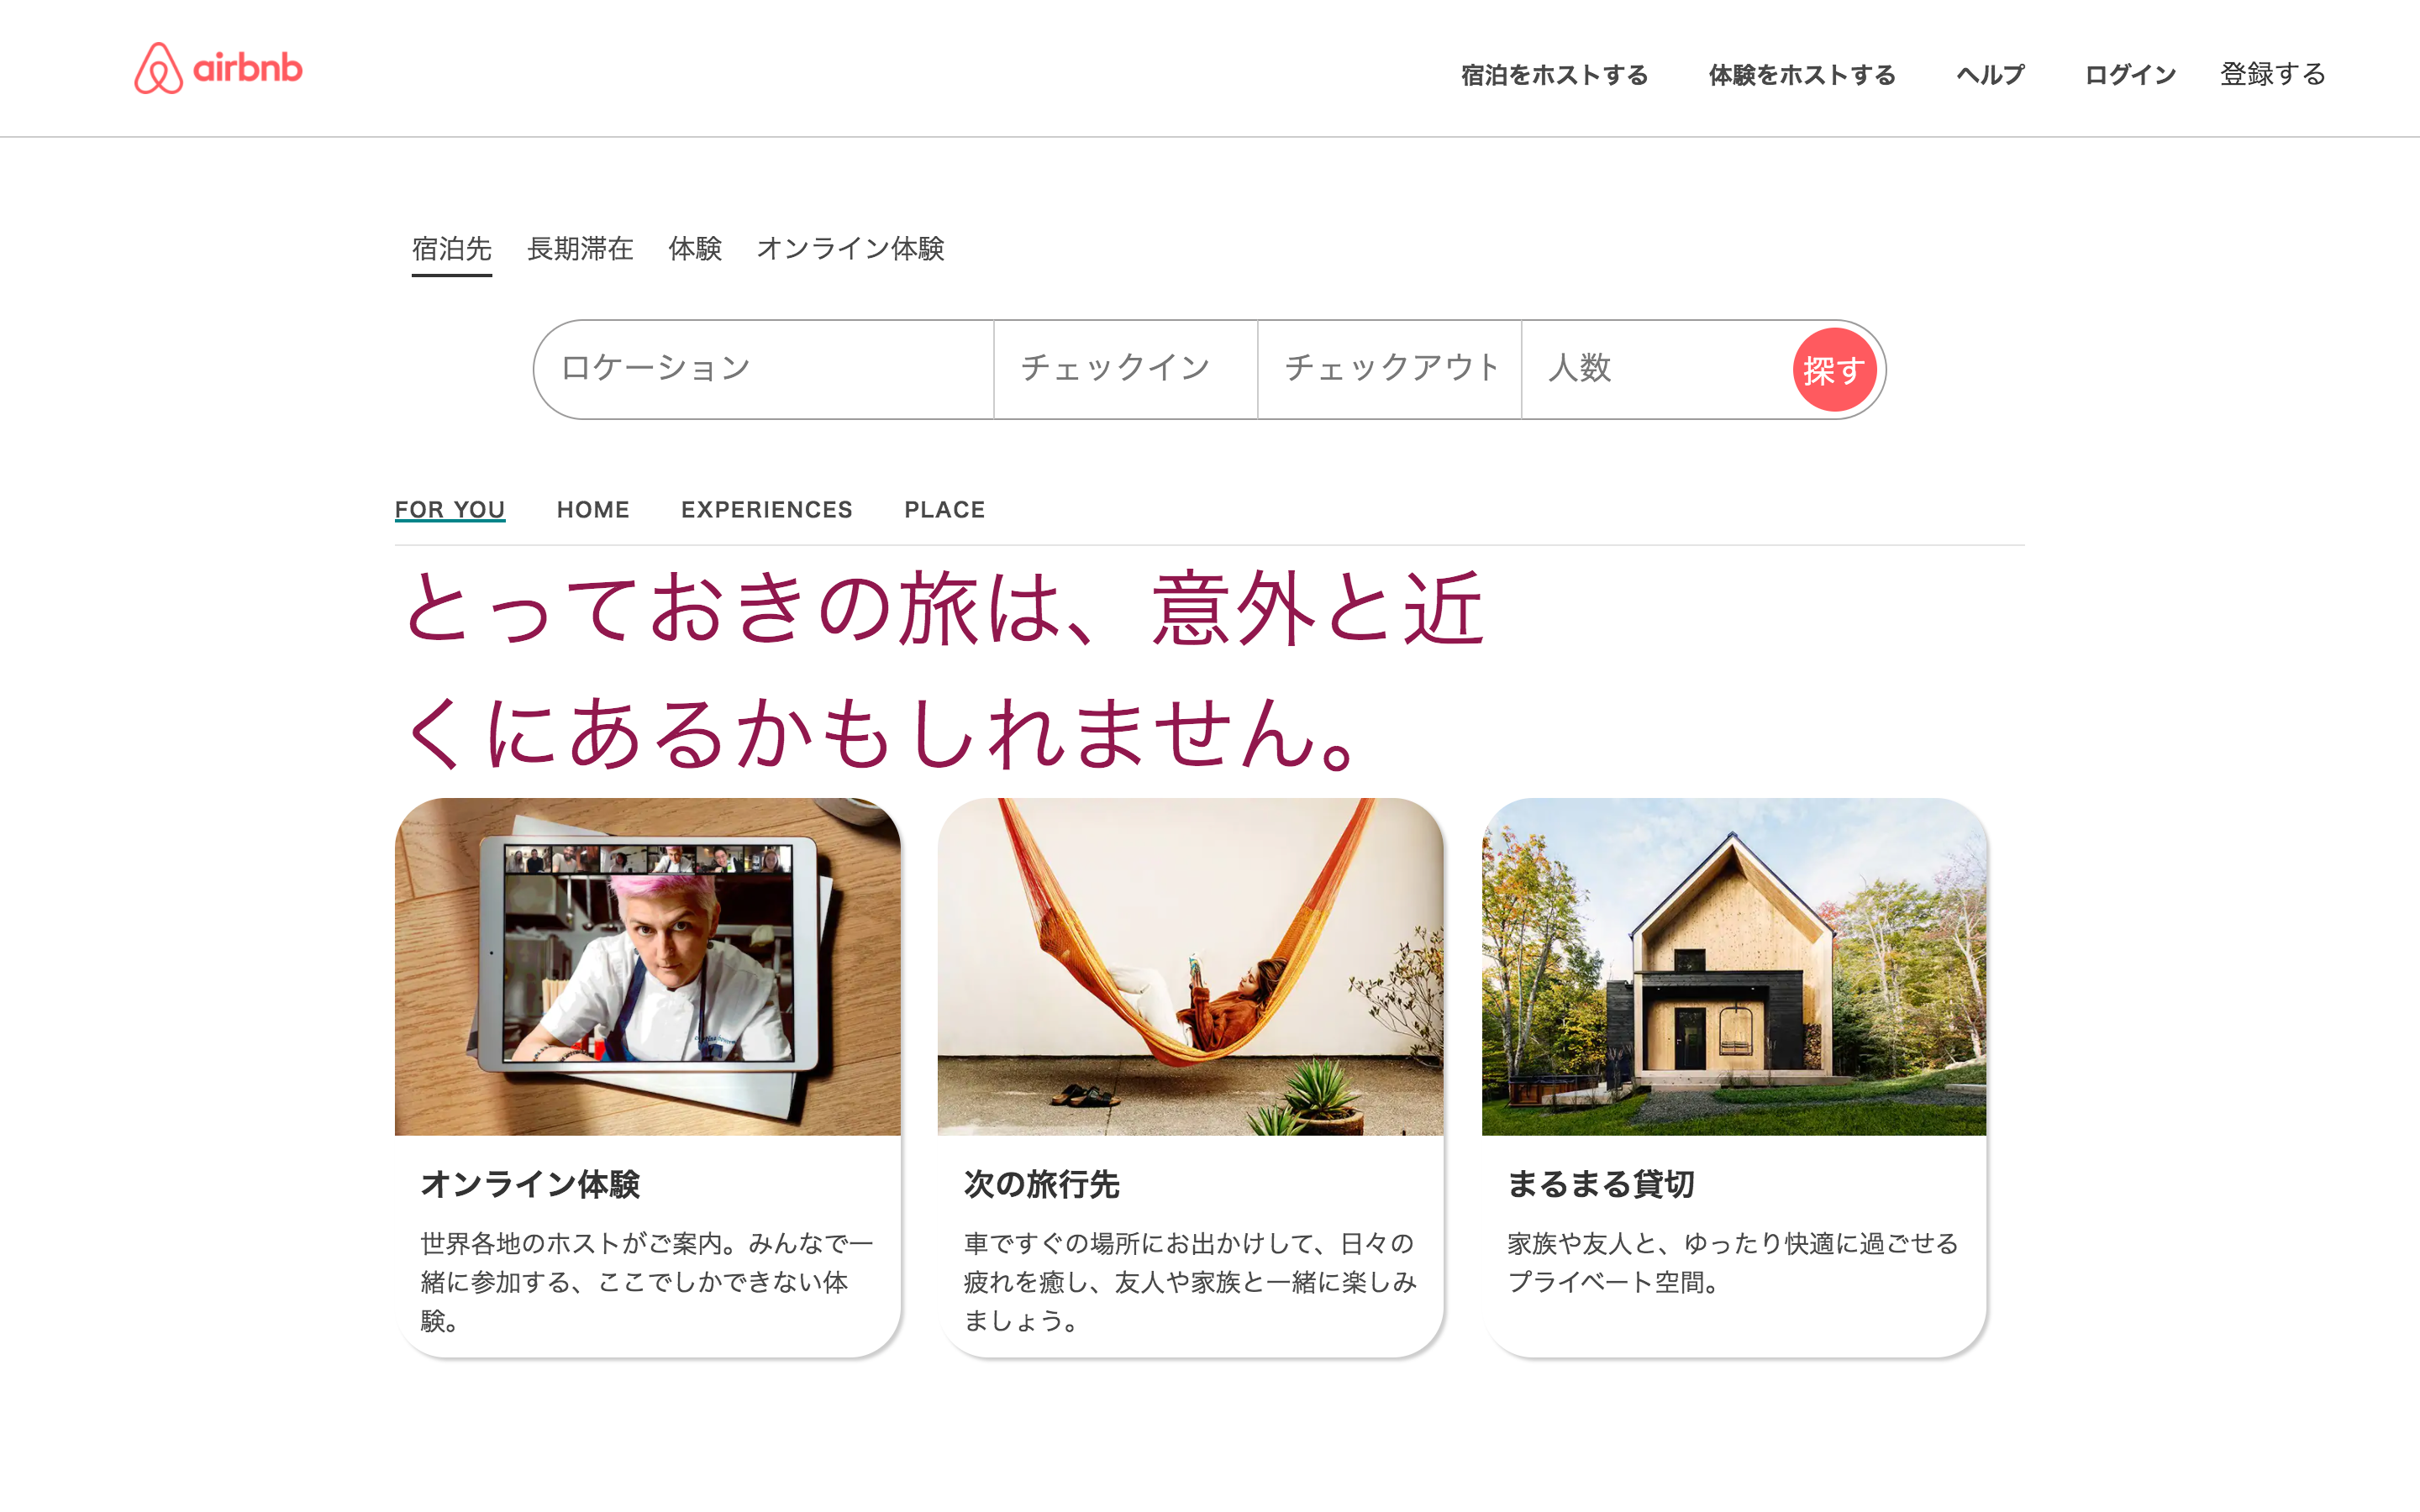 airbnb
宿泊をホストする 体験をホストする ヘルプ ログイン 登録する
宿泊先 長期滞在 体験 オンライン体験
ロケーション チェックイン チェックアウト 人数 探す
FOR YOU HOME EXPERIENCES PLACE
とっておきの旅は、意外と近
くにあるかもしれません。
オンライン体験
世界各地のホストがご案内。みんなで一
緒に参加する、ここでしかできない体
験。
次の旅行先
車ですぐの場所にお出かけして、日々の
疲れを癒し、友人や家族と一緒に楽しみ
ましょう。
まるまる貸切
家族や友人と、ゆったり快適に過ごせる
プライベート空間。